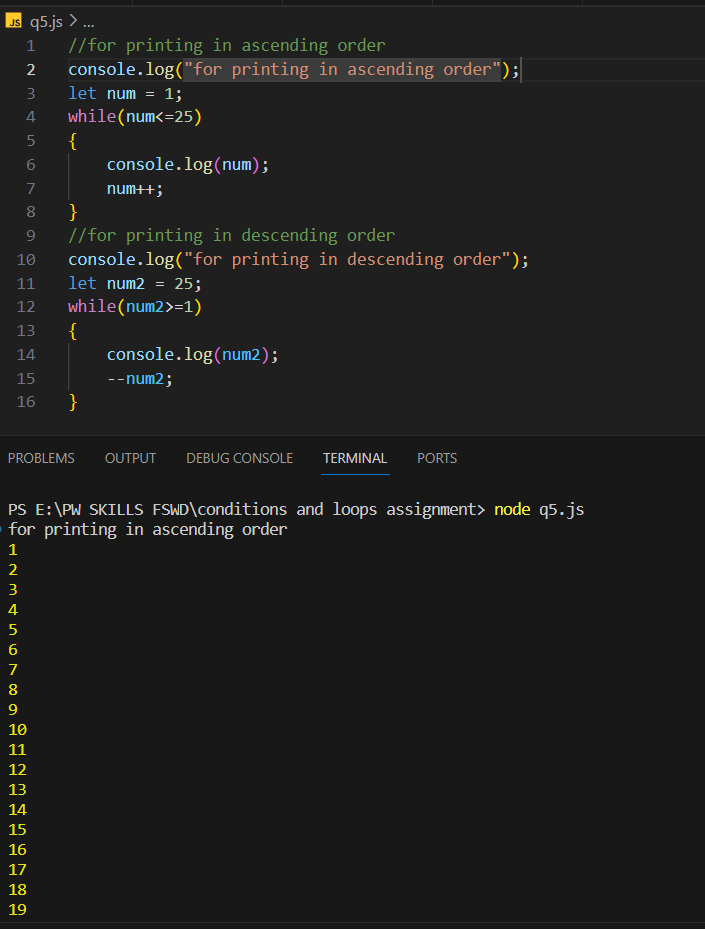 JS q5.js > ...
1 //for printing in ascending order
2 console.log("for printing in ascending order");
3 let num = 1;
4 while(num<=25)
5 {
6     console.log(num);
7     num++;
8 }
9 //for printing in descending order
10 console.log("for printing in descending order");
11 let num2 = 25;
12 while(num2>=1)
13 {
14     console.log(num2);
15     --num2;
16 }
PROBLEMS OUTPUT DEBUG CONSOLE TERMINAL PORTS
PS E:\PW SKILLS FSWD\conditions and loops assignment> node q5.js
for printing in ascending order
1
2
3
4
5
6
7
8
9
10
11
12
13
14
15
16
17
18
19